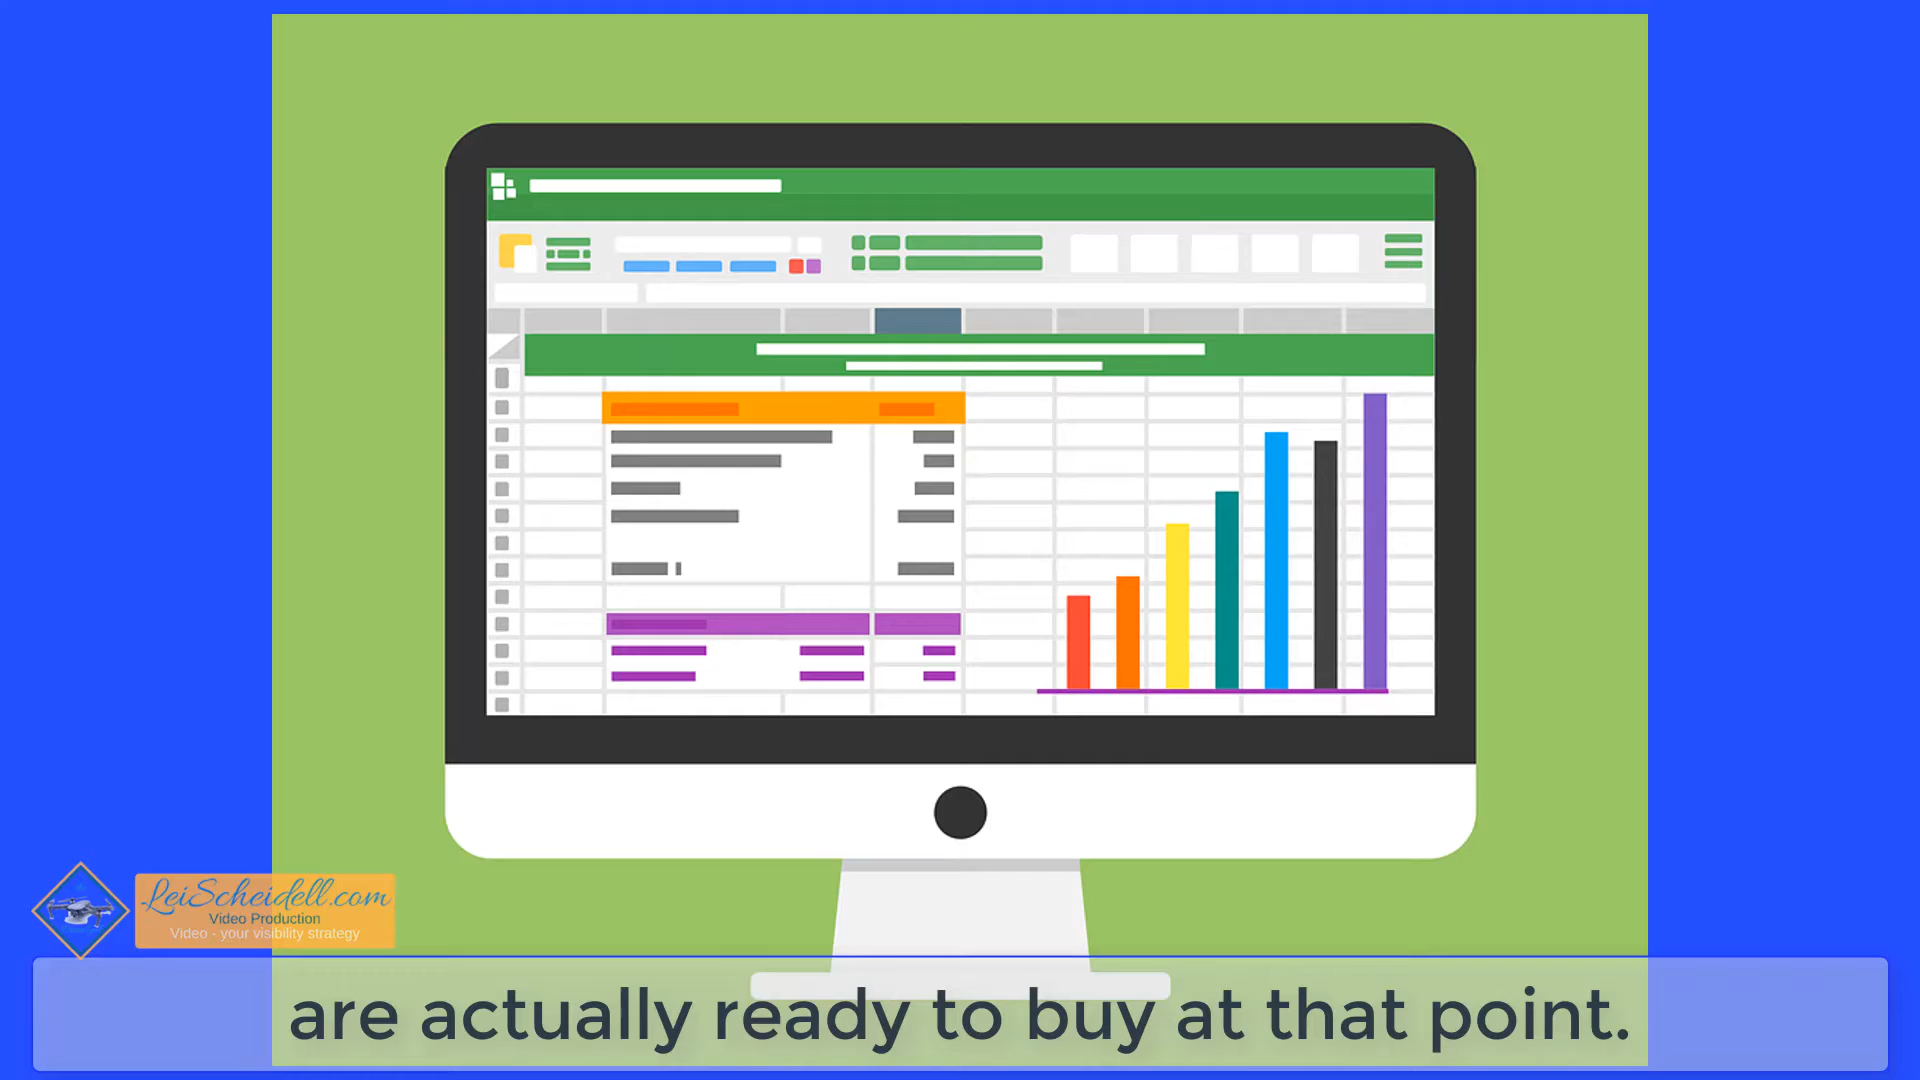 LeiScheidell.com
Video Production
Video - your visibility strategy
are actually ready to buy at that point.